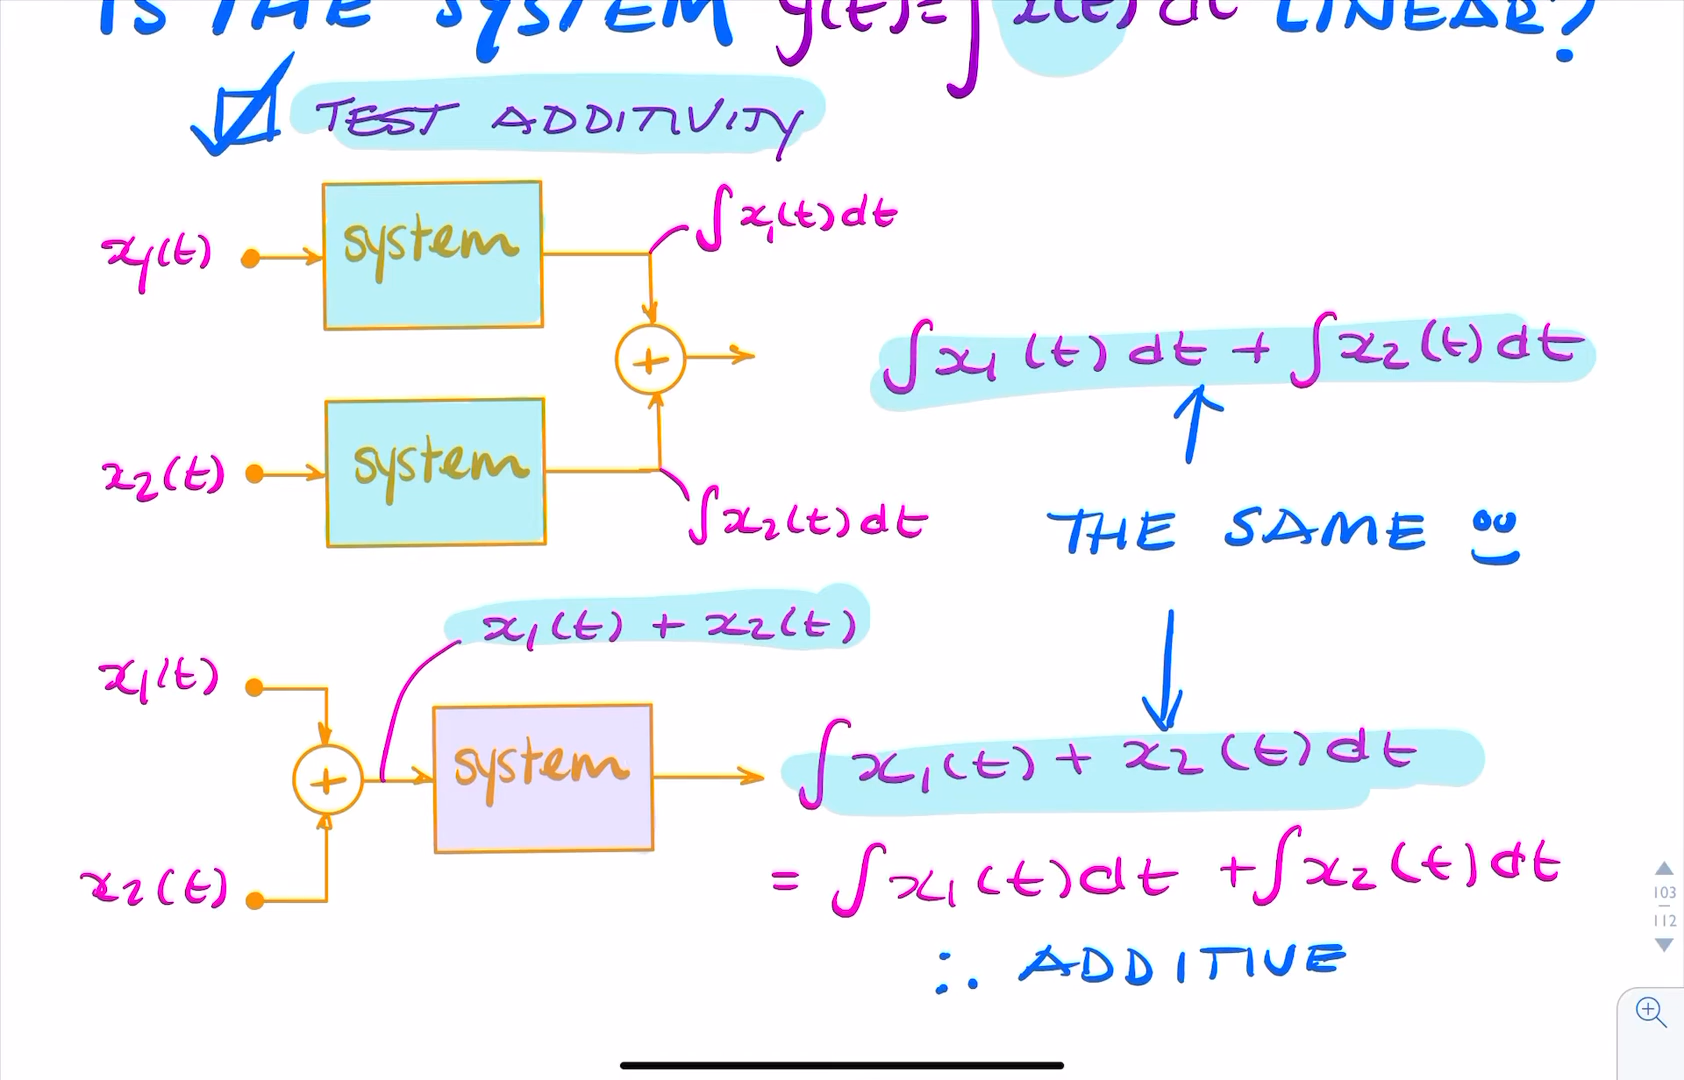 IS THE SYSTEM y(t)=∫x(t) dt LINEAR?
TEST ADDITIVITY
x₁(t)
system
∫x₁(t)dt
+
∫x₁(t) dt + ∫x₂(t)dt
x₂(t)
system
∫x₂(t)dt
THE SAME
x₁(t) + x₂(t)
x₁(t)
+
system
∫x₁(t) + x₂(t)dt
x₂(t)
= ∫x₁(t)dt + ∫x₂(t)dt
∴ ADDITIVE
103
112